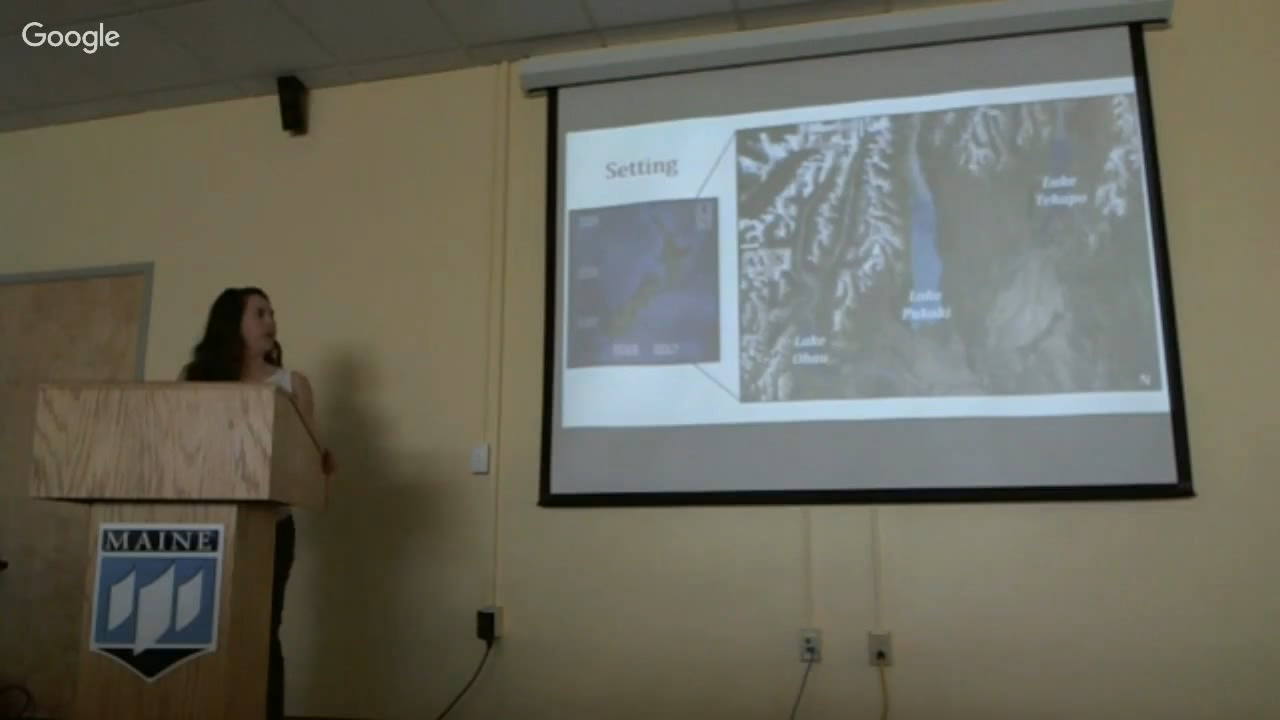 Google
Setting
Lake
Tekapo
Lake
Pukaki
Lake
Ohau
N
MAINE